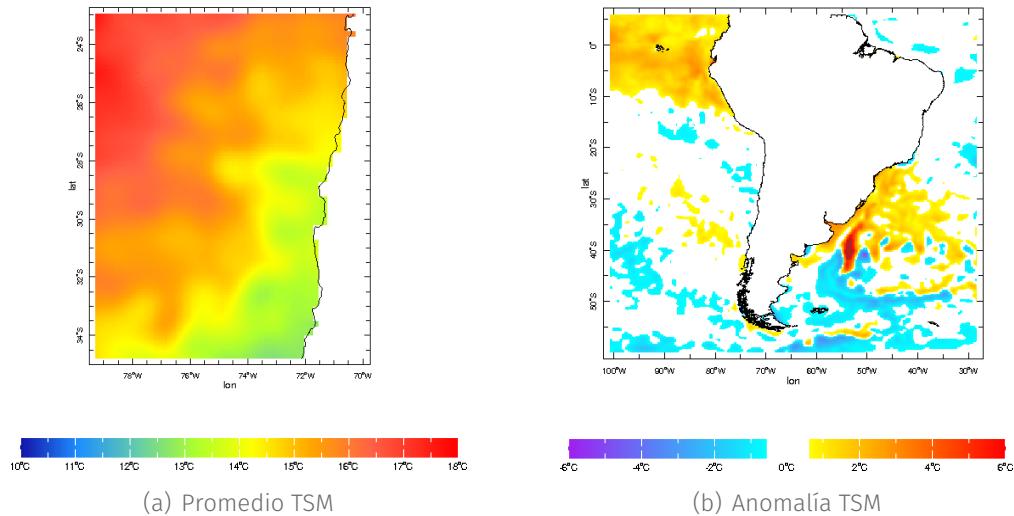 24°S
26°S
28°S
30°S
32°S
34°S
lat
78°W
76°W
74°W
72°W
70°W
lon
10°C
11°C
12°C
13°C
14°C
15°C
16°C
17°C
18°C
(a) Promedio TSM
0°
10°S
20°S
30°S
40°S
50°S
lat
100°W
90°W
80°W
70°W
60°W
50°W
40°W
30°W
lon
-6°C
-4°C
-2°C
0°C
2°C
4°C
6°C
(b) Anomalía TSM